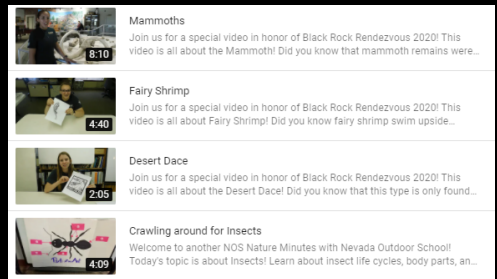 Mammoths
Join us for a special video in honor of Black Rock Rendezvous 2020! This
video is all about the Mammoth! Did you know that mammoth remains were...
8:10
Fairy Shrimp
Join us for a special video in honor of Black Rock Rendezvous 2020! This
video is all about Fairy Shrimp! Did you know fairy shrimp swim upside...
4:40
Desert Dace
Join us for a special video in honor of Black Rock Rendezvous 2020! This
video is all about the Desert Dace! Did you know that this type is only found...
2:05
Crawling around for Insects
Welcome to another NOS Nature Minutes with Nevada Outdoor School!
Today's topic is about Insects! Learn about insect life cycles, body parts, an...
4:09